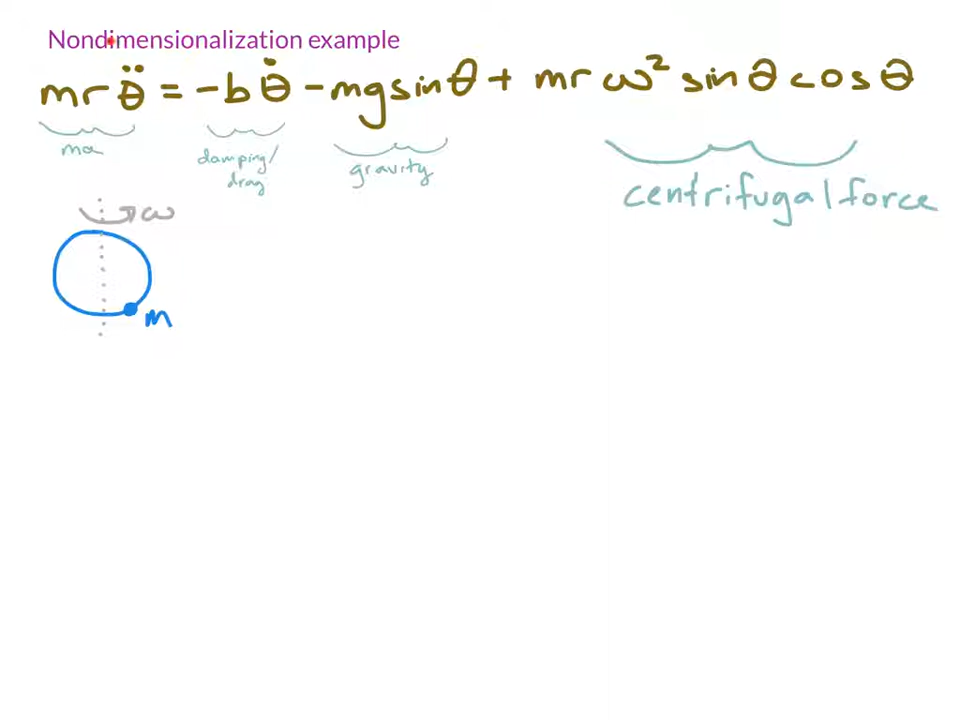 Nondimensionalization example
mrθ̈ = -bθ̇ - mg sin θ + mrω² sin θ cos θ
ma
damping/
drag
gravity
centrifugal force
ω
m